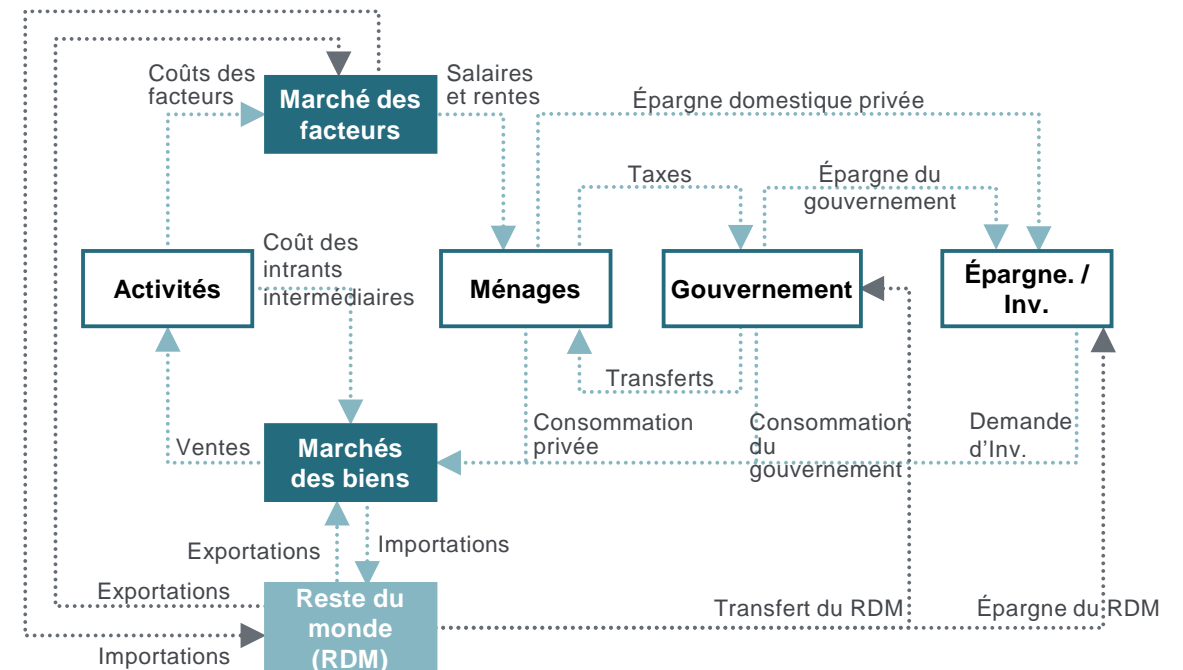 Coûts des
facteurs
Marché des
facteurs
Salaires
et rentes
Épargne domestique privée
Taxes
Épargne du
gouvernement
Activités
Coût des
intrants
intermédiaires
Ménages
Gouvernement
Épargne. /
Inv.
Transferts
Ventes
Marchés
des biens
Consommation
privée
Consommation
du
gouvernement
Demande
d’Inv.
Exportations
Importations
Exportations
Reste du
monde
(RDM)
Transfert du RDM
Épargne du RDM
Importations